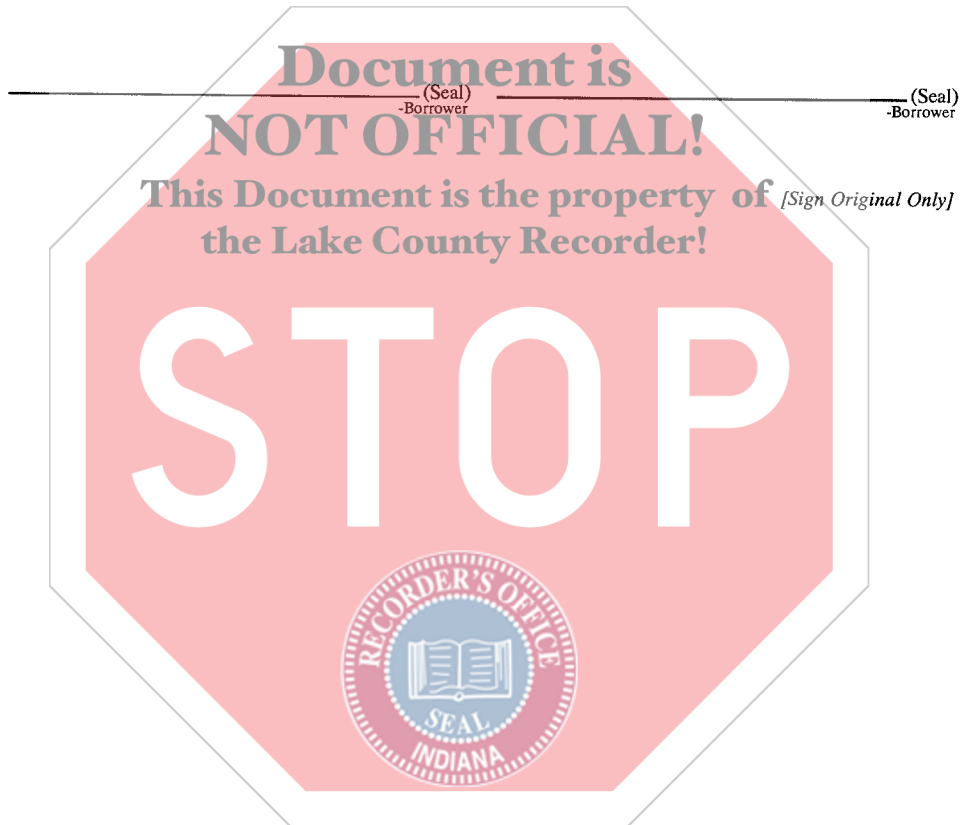 Document is
(Seal) (Seal)
-Borrower -Borrower
NOT OFFICIAL!
This Document is the property of [Sign Original Only]
the Lake County Recorder!
STOP
RECORDER'S OFFICE
SEAL
INDIANA